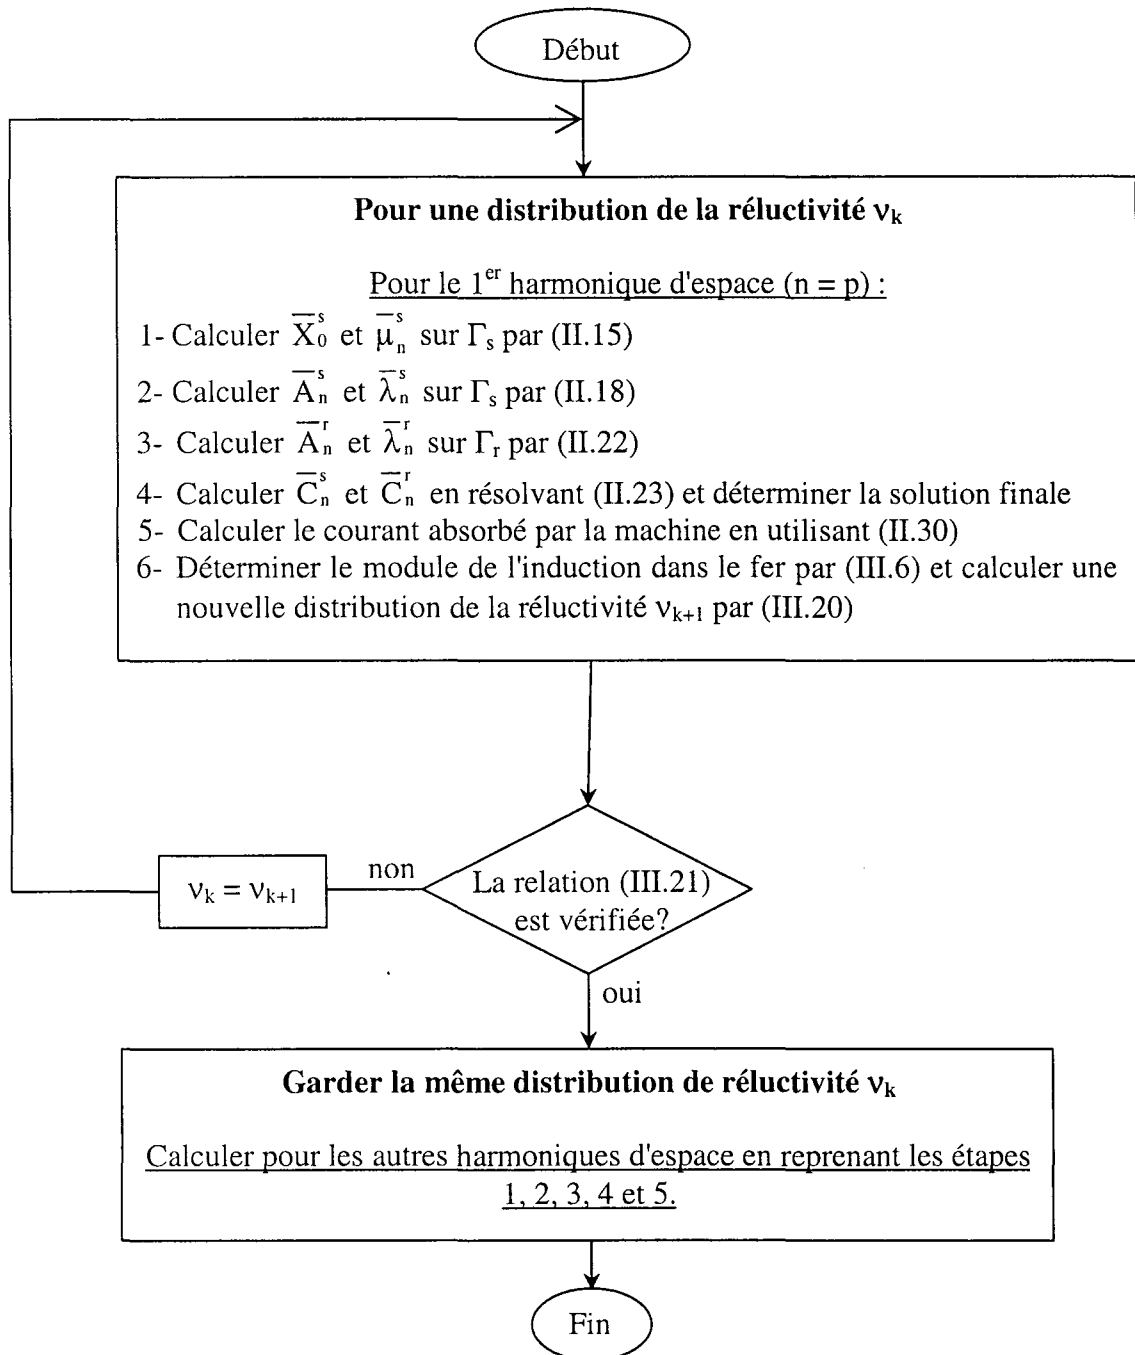 Début
Pour une distribution de la réluctivité νₖ
Pour le 1ᵉʳ harmonique d'espace (n = p) :
1- Calculer X̅₀ˢ et μ̅ₙˢ sur Γₛ par (II.15)
2- Calculer A̅ₙˢ et λ̅ₙˢ sur Γₛ par (II.18)
3- Calculer A̅ₙʳ et λ̅ₙʳ sur Γᵣ par (II.22)
4- Calculer C̅ₙˢ et C̅ₙʳ en résolvant (II.23) et déterminer la solution finale
5- Calculer le courant absorbé par la machine en utilisant (II.30)
6- Déterminer le module de l'induction dans le fer par (III.6) et calculer une
nouvelle distribution de la réluctivité νₖ₊₁ par (III.20)
non
νₖ = νₖ₊₁
La relation (III.21)
est vérifiée?
oui
Garder la même distribution de réluctivité νₖ
Calculer pour les autres harmoniques d'espace en reprenant les étapes
1, 2, 3, 4 et 5.
Fin